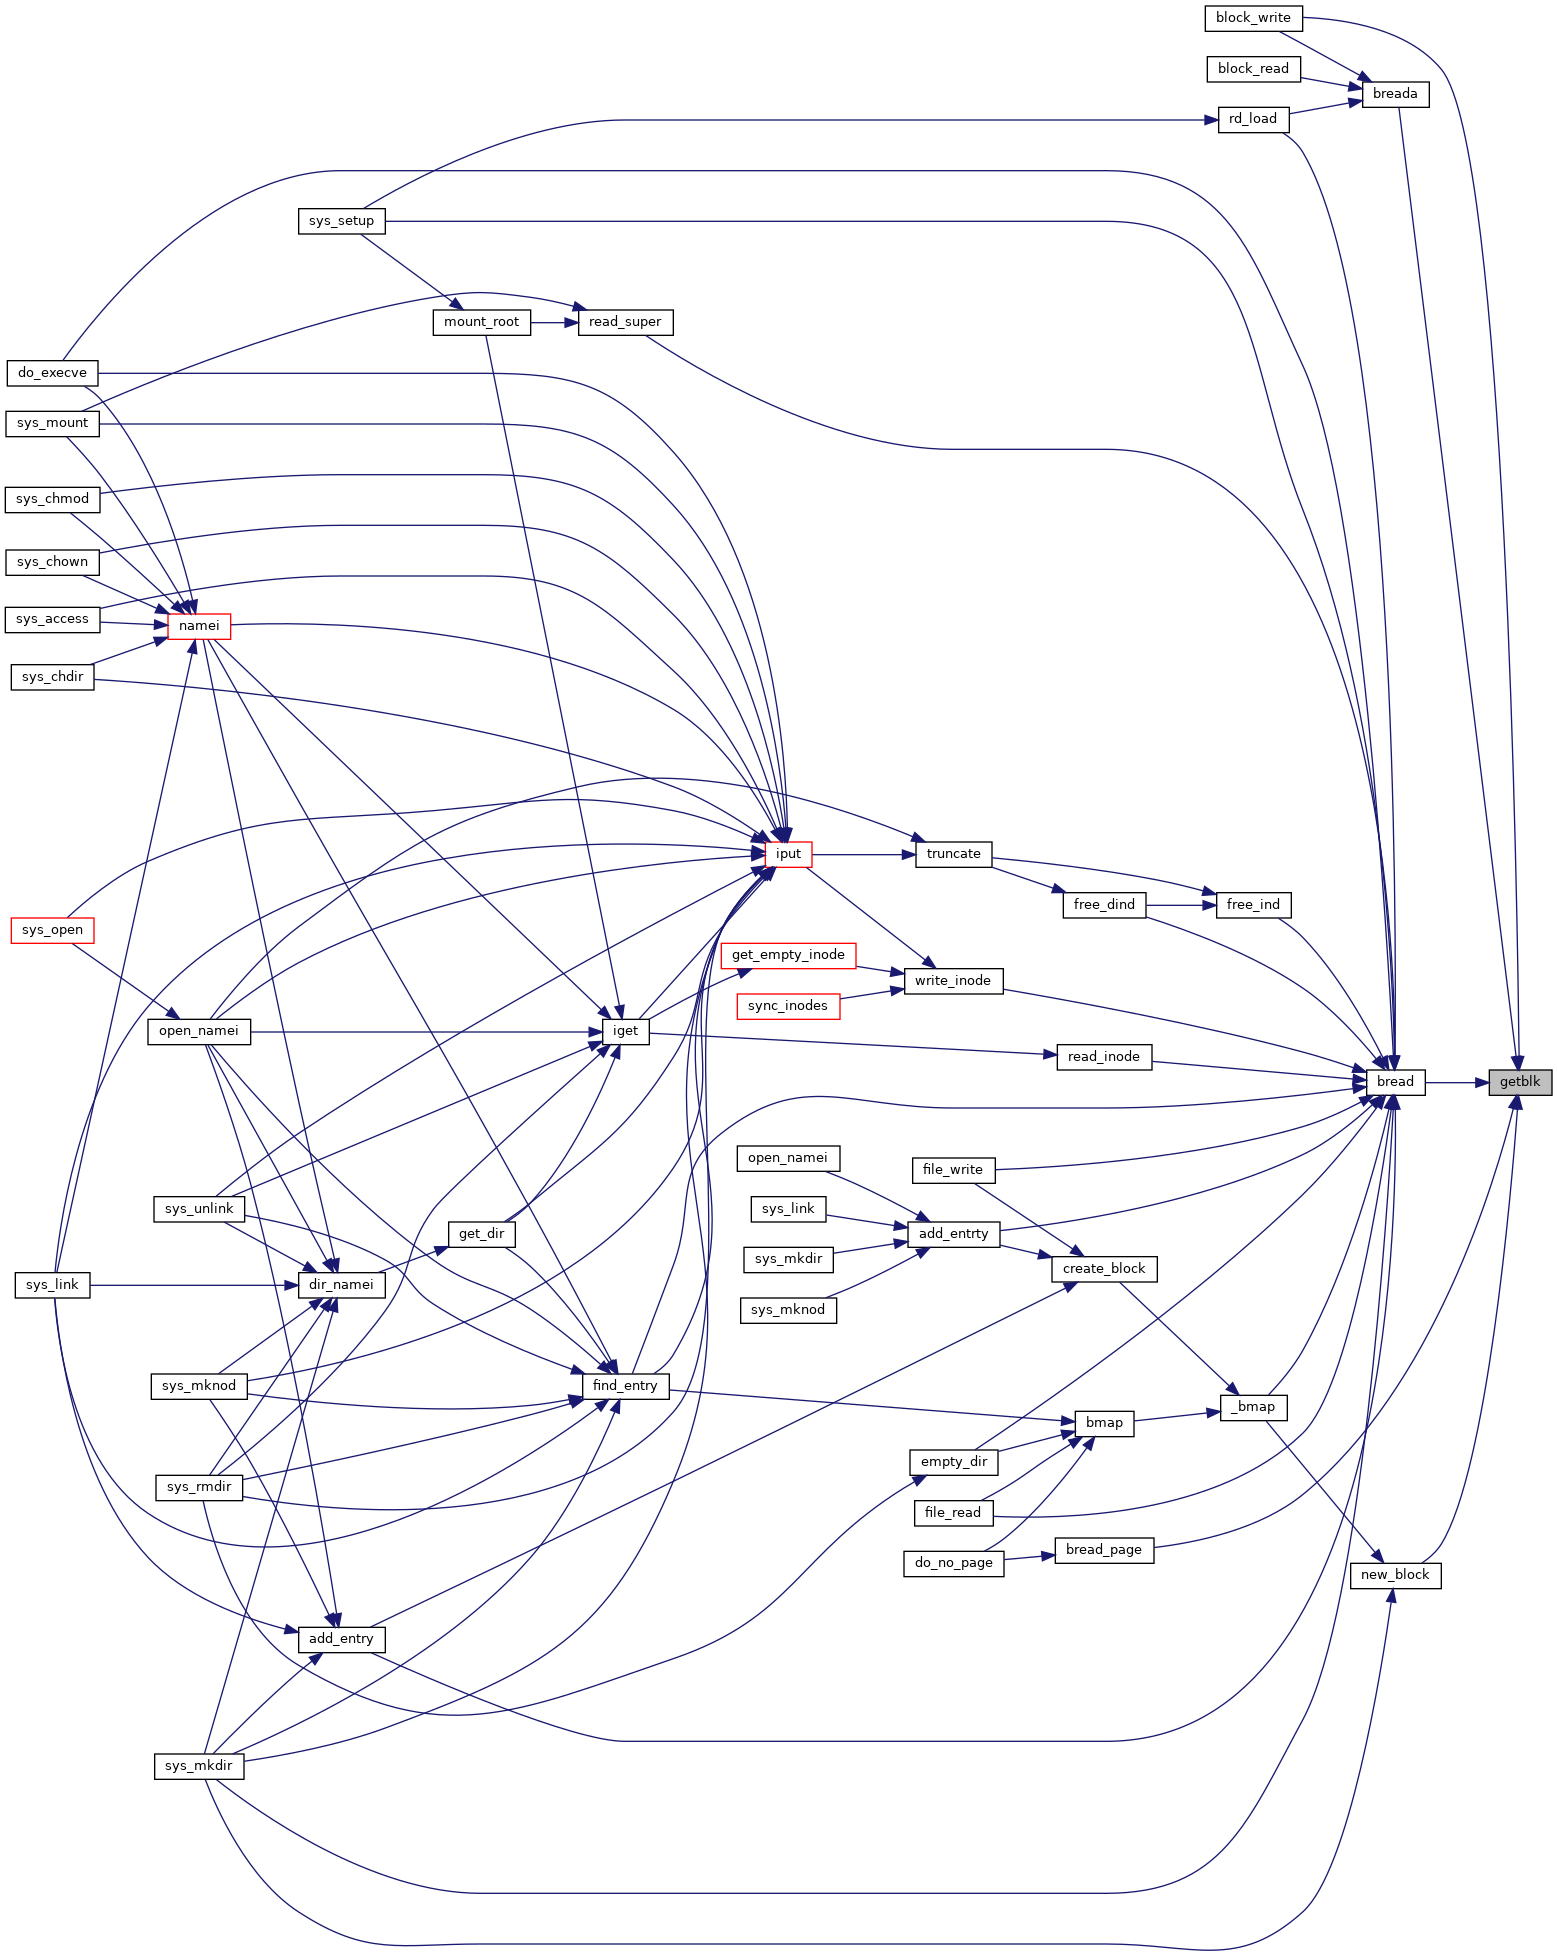 block_write
block_read
breada
rd_load
sys_setup
mount_root
read_super
do_execve
sys_mount
sys_chmod
sys_chown
sys_access
namei
sys_chdir
iput
truncate
free_dind
free_ind
sys_open
get_empty_inode
write_inode
sync_inodes
open_namei
iget
read_inode
bread
getblk
open_namei
file_write
sys_unlink
sys_link
get_dir
add_entrty
sys_mkdir
create_block
sys_link
dir_namei
sys_mknod
sys_mknod
find_entry
_bmap
bmap
empty_dir
sys_rmdir
file_read
bread_page
do_no_page
new_block
add_entry
sys_mkdir